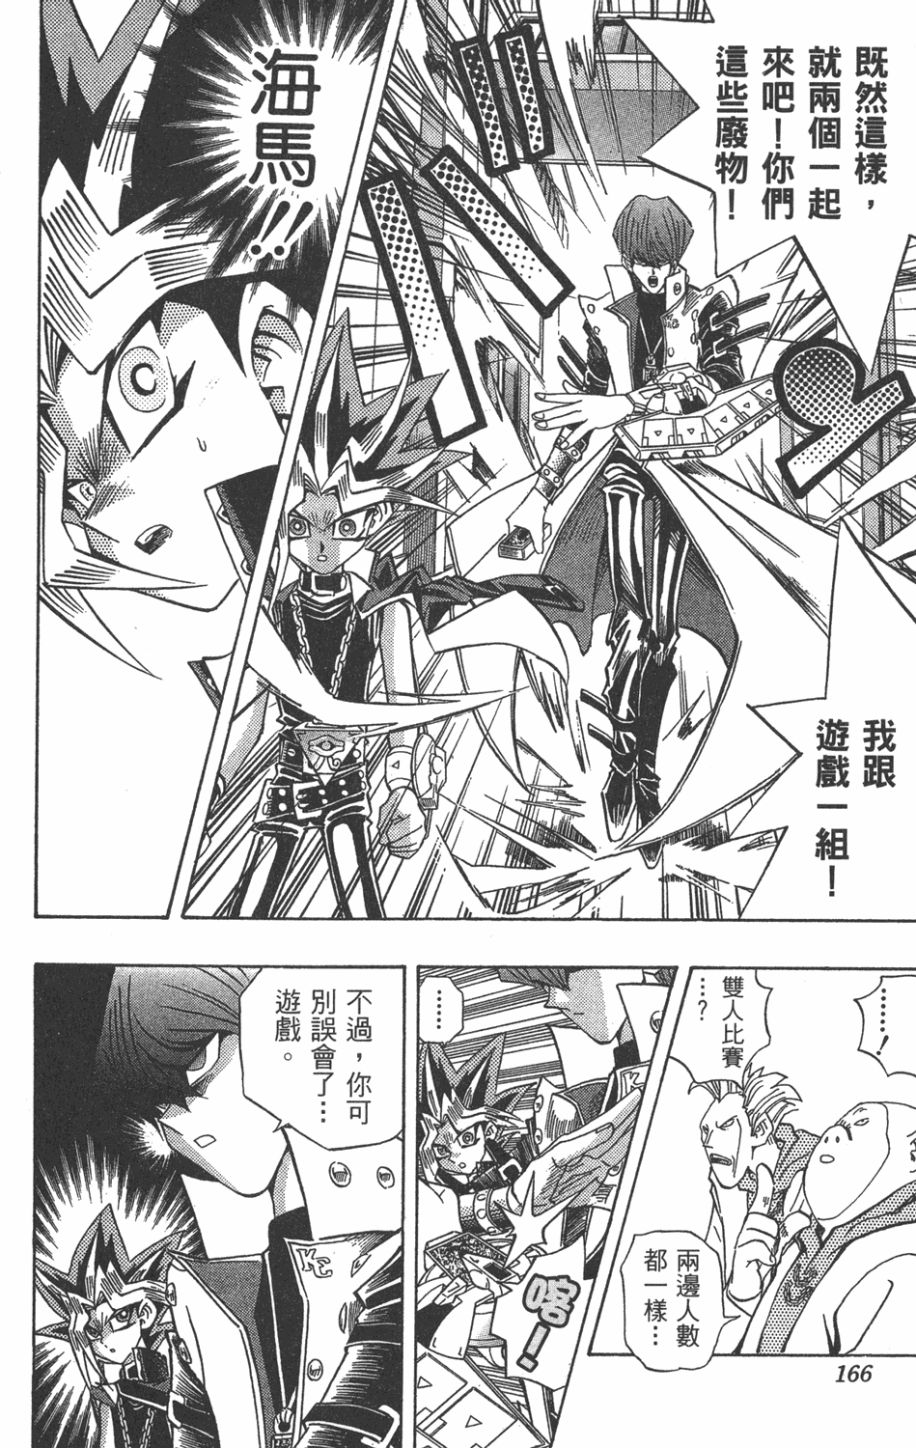 既然這樣，
就兩個一起
來吧！你們
這些廢物！
我跟
遊戲一組！
海馬!!
……!
雙人比賽
…?
兩邊人數
都一樣…
……
喀！
不過，你可
別誤會了…
遊戲。
KC
166